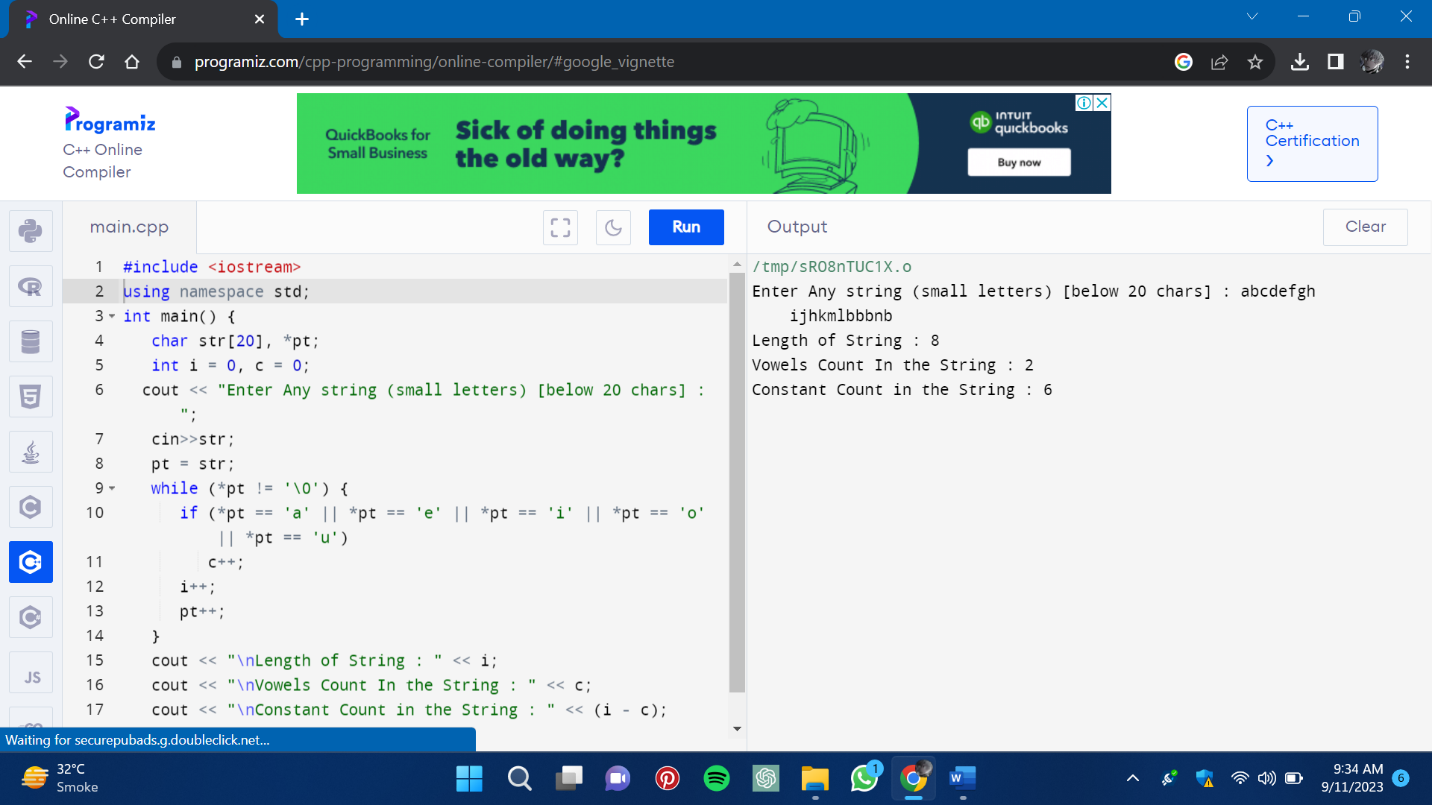 Online C++ Compiler
programiz.com/cpp-programming/online-compiler/#google_vignette
Programiz
C++ Online
Compiler
QuickBooks for
Small Business
Sick of doing things
the old way?
qb INTUIT
quickbooks
Buy now
C++
Certification
main.cpp
Run
Output
Clear
1 #include <iostream>
2 using namespace std;
3 int main() {
4 char str[20], *pt;
5 int i = 0, c = 0;
6 cout << "Enter Any string (small letters) [below 20 chars] :
";
7 cin>>str;
8 pt = str;
9 while (*pt != '\0') {
10 if (*pt == 'a' || *pt == 'e' || *pt == 'i' || *pt == 'o'
|| *pt == 'u')
11 c++;
12 i++;
13 pt++;
14 }
15 cout << "\nLength of String : " << i;
16 cout << "\nVowels Count In the String : " << c;
17 cout << "\nConstant Count in the String : " << (i - c);
/tmp/sRO8nTUC1X.o
Enter Any string (small letters) [below 20 chars] : abcdefgh
ijhkmlbbbnb
Length of String : 8
Vowels Count In the String : 2
Constant Count in the String : 6
JS
Waiting for securepubads.g.doubleclick.net...
32°C
Smoke
1
W
9:34 AM
9/11/2023
6